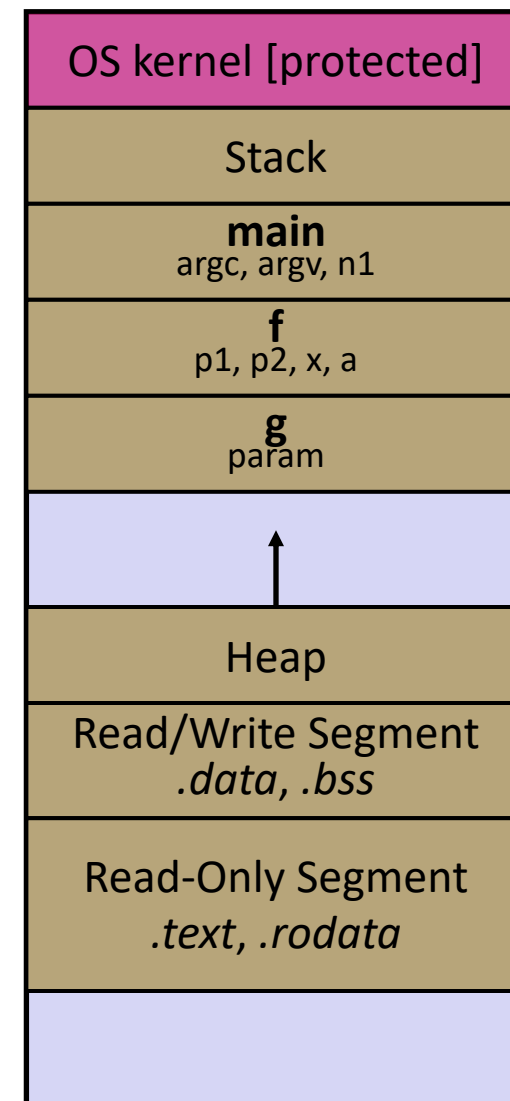 OS kernel [protected]
Stack
main
argc, argv, n1
f
p1, p2, x, a
g
param
Heap
Read/Write Segment
.data, .bss
Read-Only Segment
.text, .rodata